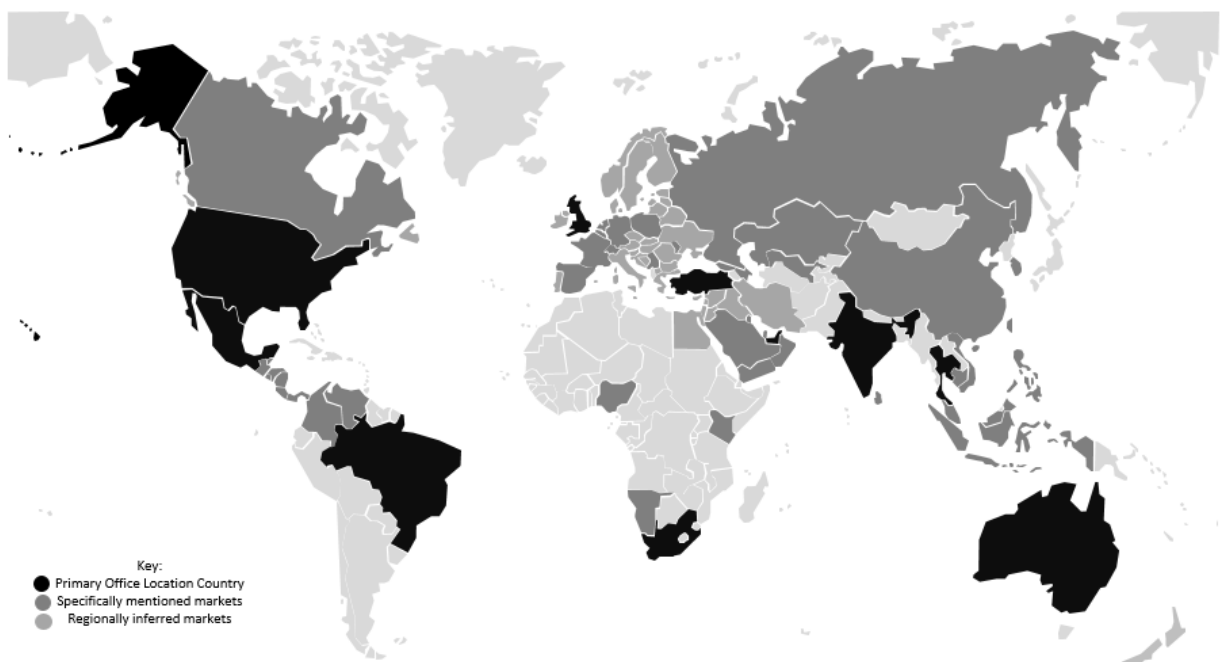 Key:
Primary Office Location Country
Specifically mentioned markets
Regionally inferred markets